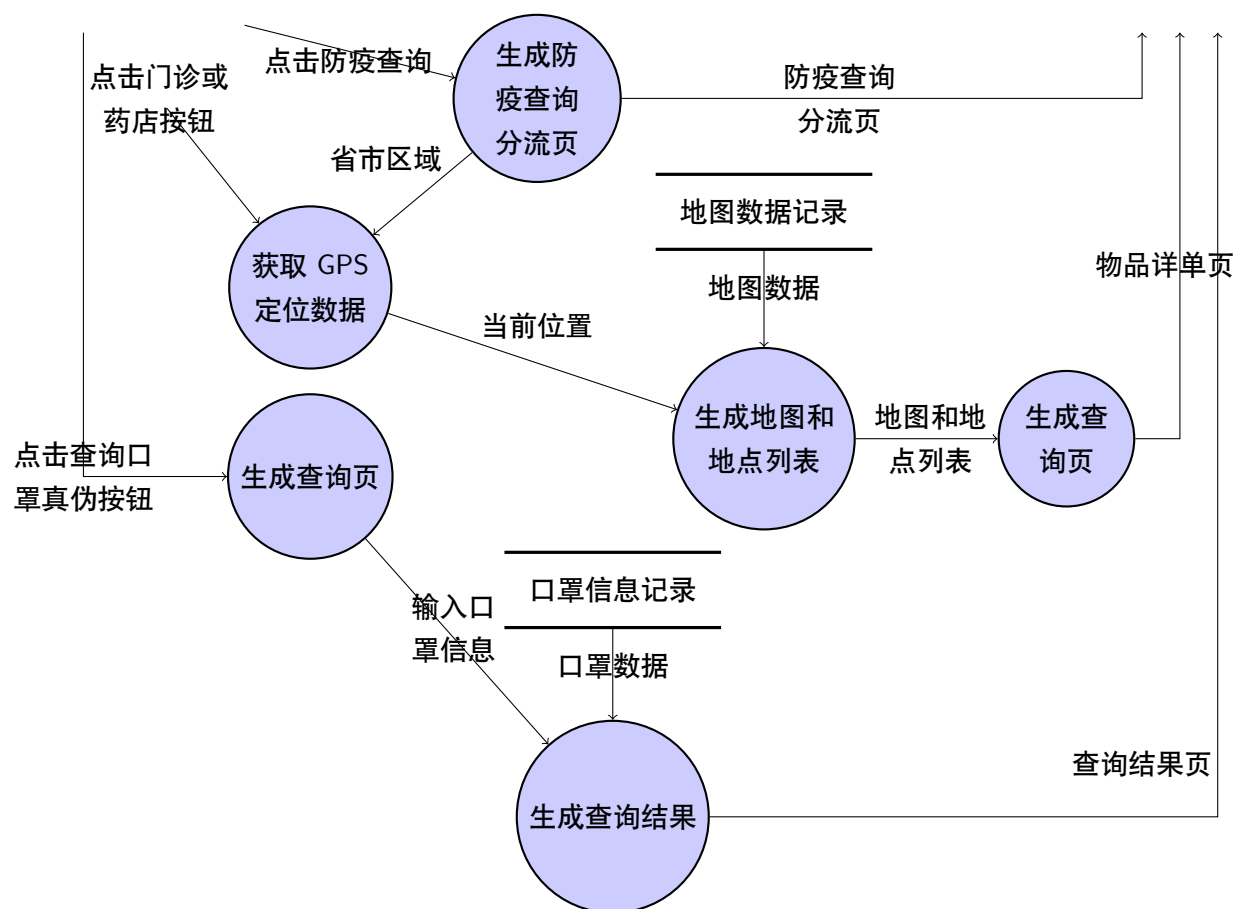 生成防
疫查询
分流页
点击防疫查询
点击门诊或
药店按钮
防疫查询
分流页
省市区域
地图数据记录
获取 GPS
定位数据
地图数据
物品详单页
当前位置
生成地图和
地点列表
地图和地
点列表
生成查
询页
点击查询口
罩真伪按钮
生成查询页
口罩信息记录
输入口
罩信息
口罩数据
查询结果页
生成查询结果